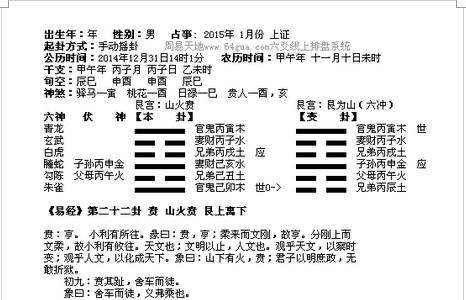 出生年：年　性别：男　占事：2015年 1月份 上证
起卦方式：手动摇卦　周易天地www.64gua.com六爻线上排盘系统
公历时间：2014年12月31日14时1分　农历时间：甲午年 十一月十日未时
干支：甲午年 丙子月 丙子日 乙未时
旬空：辰巳　申酉　申酉　辰巳
神煞：驿马—寅　桃花—酉　日禄—巳　贵人—酉，亥
艮宫：山火贲　艮宫：艮为山（六冲）
六神　伏　神　【本　卦】　【变　卦】
青龙　官鬼丙寅木　官鬼丙寅木　世
玄武　妻财丙子水　妻财丙子水
白虎　兄弟丙戌土　应　兄弟丙戌土
螣蛇　子孙丙申金　妻财己亥水　子孙丙申金　应
勾陈　父母丙午火　兄弟己丑土　父母丙午火
朱雀　官鬼己卯木　世O->　兄弟丙辰土
《易经》第二十二卦 贲 山火贲 艮上离下
贲：亨。 小利有所往。彖曰：贲，亨；柔来而文刚，故亨。分刚上而
文柔，故小利有攸往。天文也；文明以止，人文也。观乎天文，以察时
变；观乎人文，以化成天下。象曰：山下有火，贲；君子以明庶政，无
敢折狱。
初九：贲其趾，舍车而徒。
象曰：舍车而徒，义弗乘也。